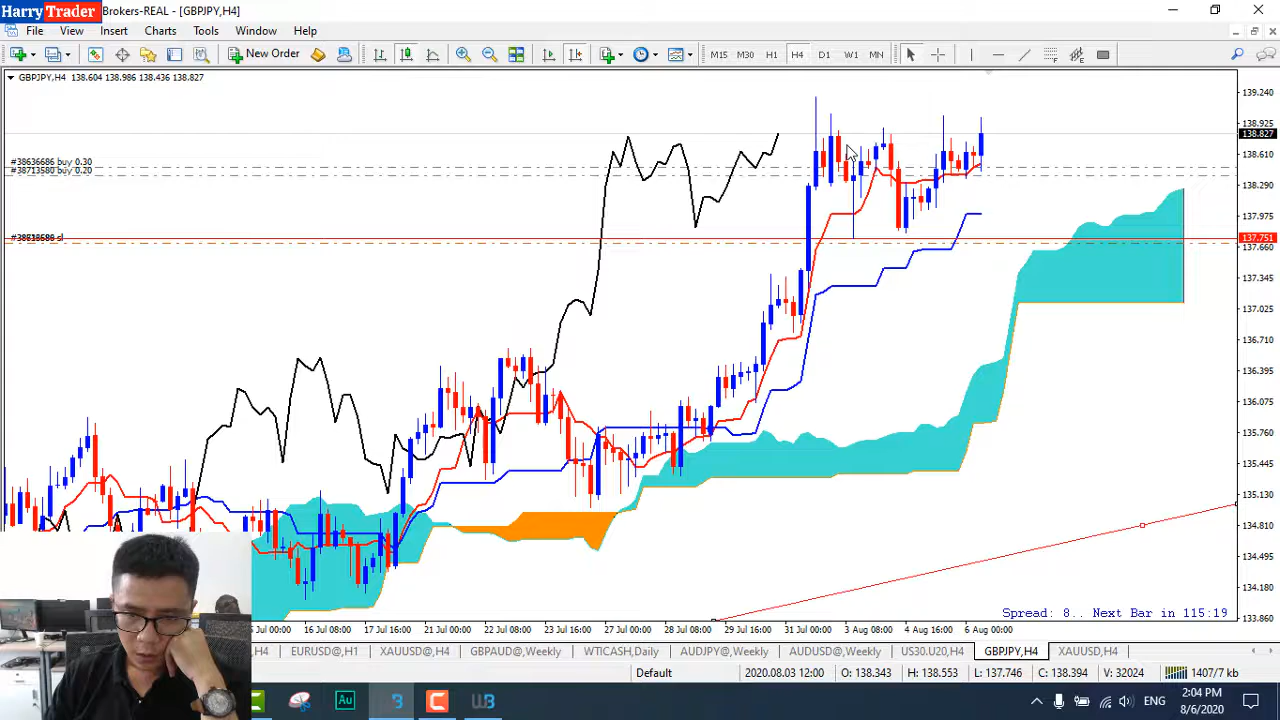 Harry Trader Brokers-REAL - [GBPJPY,H4]
File View Insert Charts Tools Window Help
New Order M15 M30 H1 H4 D1 W1 MN
GBPJPY,H4 138.604 138.986 138.436 138.827
139.240
138.925
138.827
138.610
138.290
137.975
137.751
137.660
137.345
137.025
136.710
136.395
136.075
135.760
135.445
135.130
134.810
134.495
134.180
133.860
#38636686 buy 0.30
#38713580 buy 0.20
Spread: 8.. Next Bar in 115:19
Jul 00:00 16 Jul 08:00 17 Jul 16:00 21 Jul 00:00 22 Jul 08:00 23 Jul 16:00 27 Jul 00:00 28 Jul 08:00 29 Jul 16:00 31 Jul 00:00 3 Aug 08:00 4 Aug 16:00 6 Aug 00:00
,H4 EURUSD@,H1 XAUUSD@,H4 GBPAUD@,Weekly WTICASH,Daily AUDJPY@,Weekly AUDUSD@,Weekly US30.U20,H4 GBPJPY,H4 XAUUSD,H4
Default 2020.08.03 12:00 O: 138.343 H: 138.553 L: 137.746 C: 138.394 V: 32024 1407/7 kb
Au ENG 2:04 PM
8/6/2020